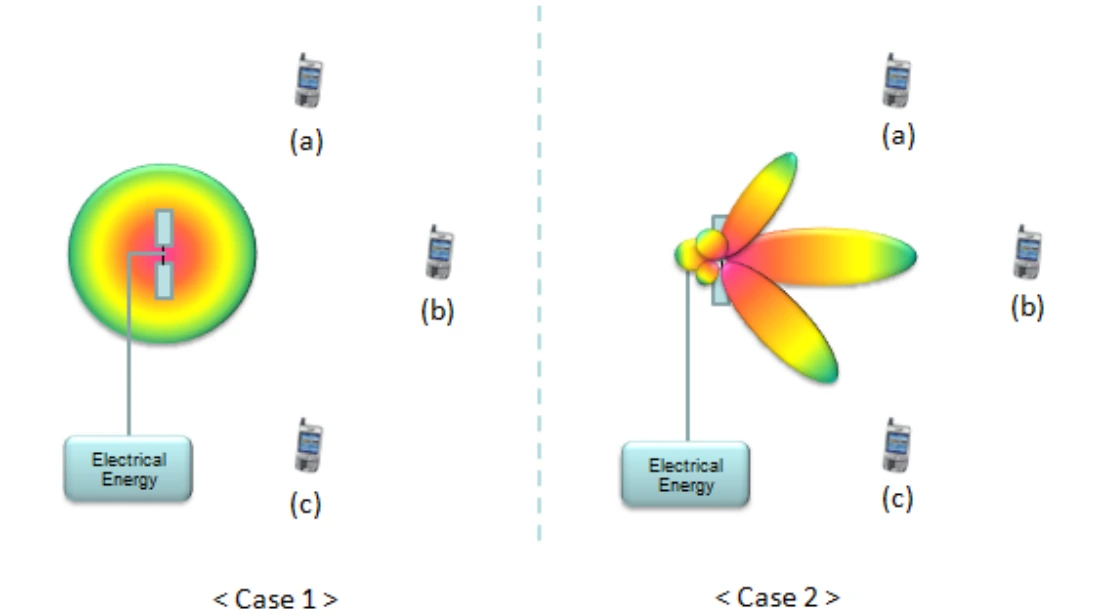 (a)
(b)
Electrical
Energy
(c)
< Case 1 >
(a)
(b)
Electrical
Energy
(c)
< Case 2 >